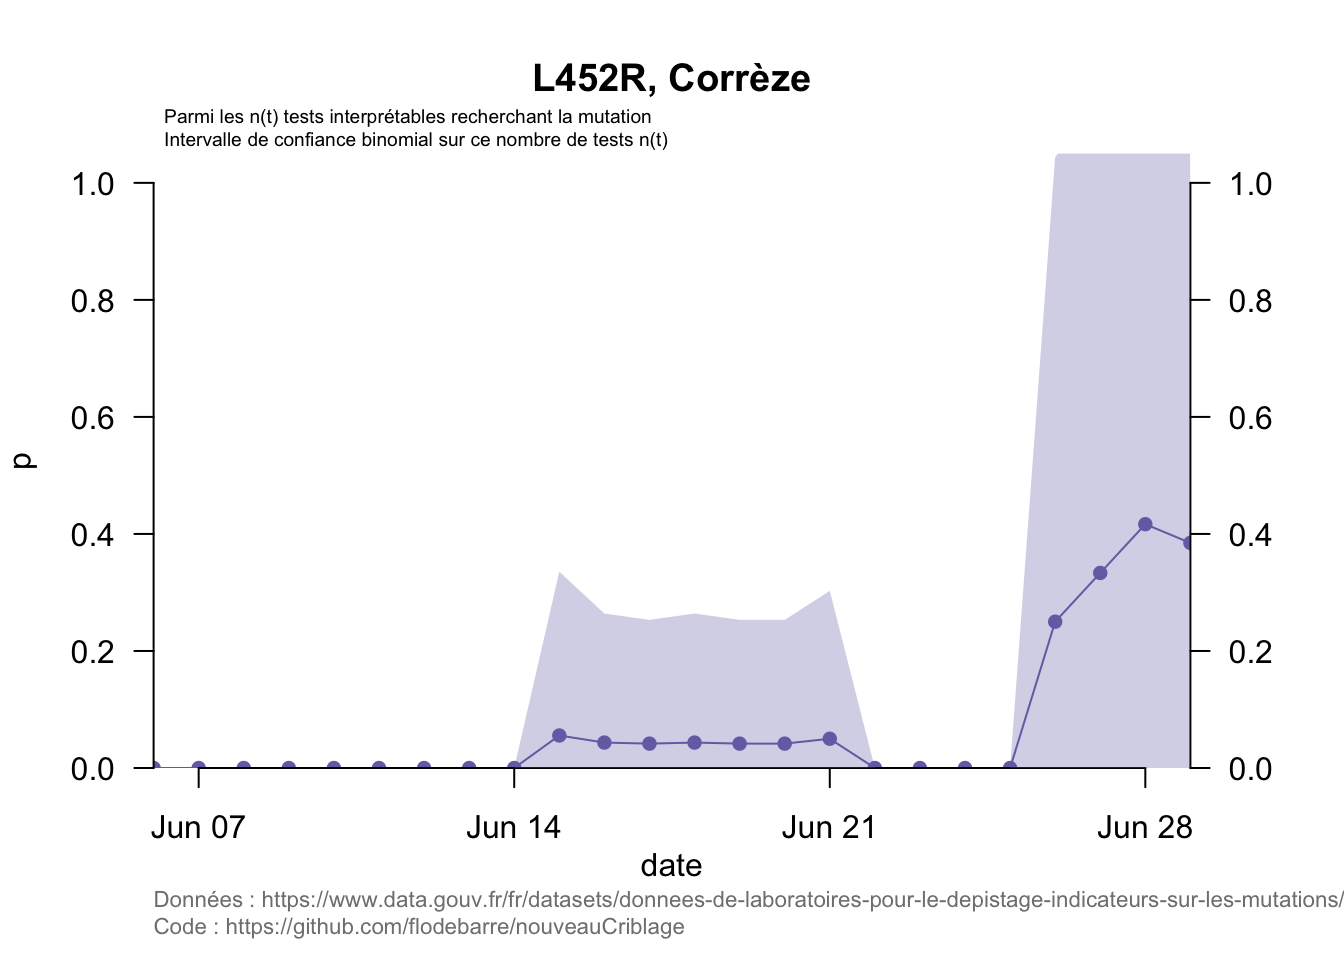 L452R, Corrèze
Parmi les n(t) tests interprétables recherchant la mutation
Intervalle de confiance binomial sur ce nombre de tests n(t)
1.0 1.0
0.8 0.8
0.6 0.6
p
0.4 0.4
0.2 0.2
0.0 0.0
Jun 07 Jun 14 Jun 21 Jun 28
date
Données : https://www.data.gouv.fr/fr/datasets/donnees-de-laboratoires-pour-le-depistage-indicateurs-sur-les-mutations/
Code : https://github.com/flodebarre/nouveauCriblage